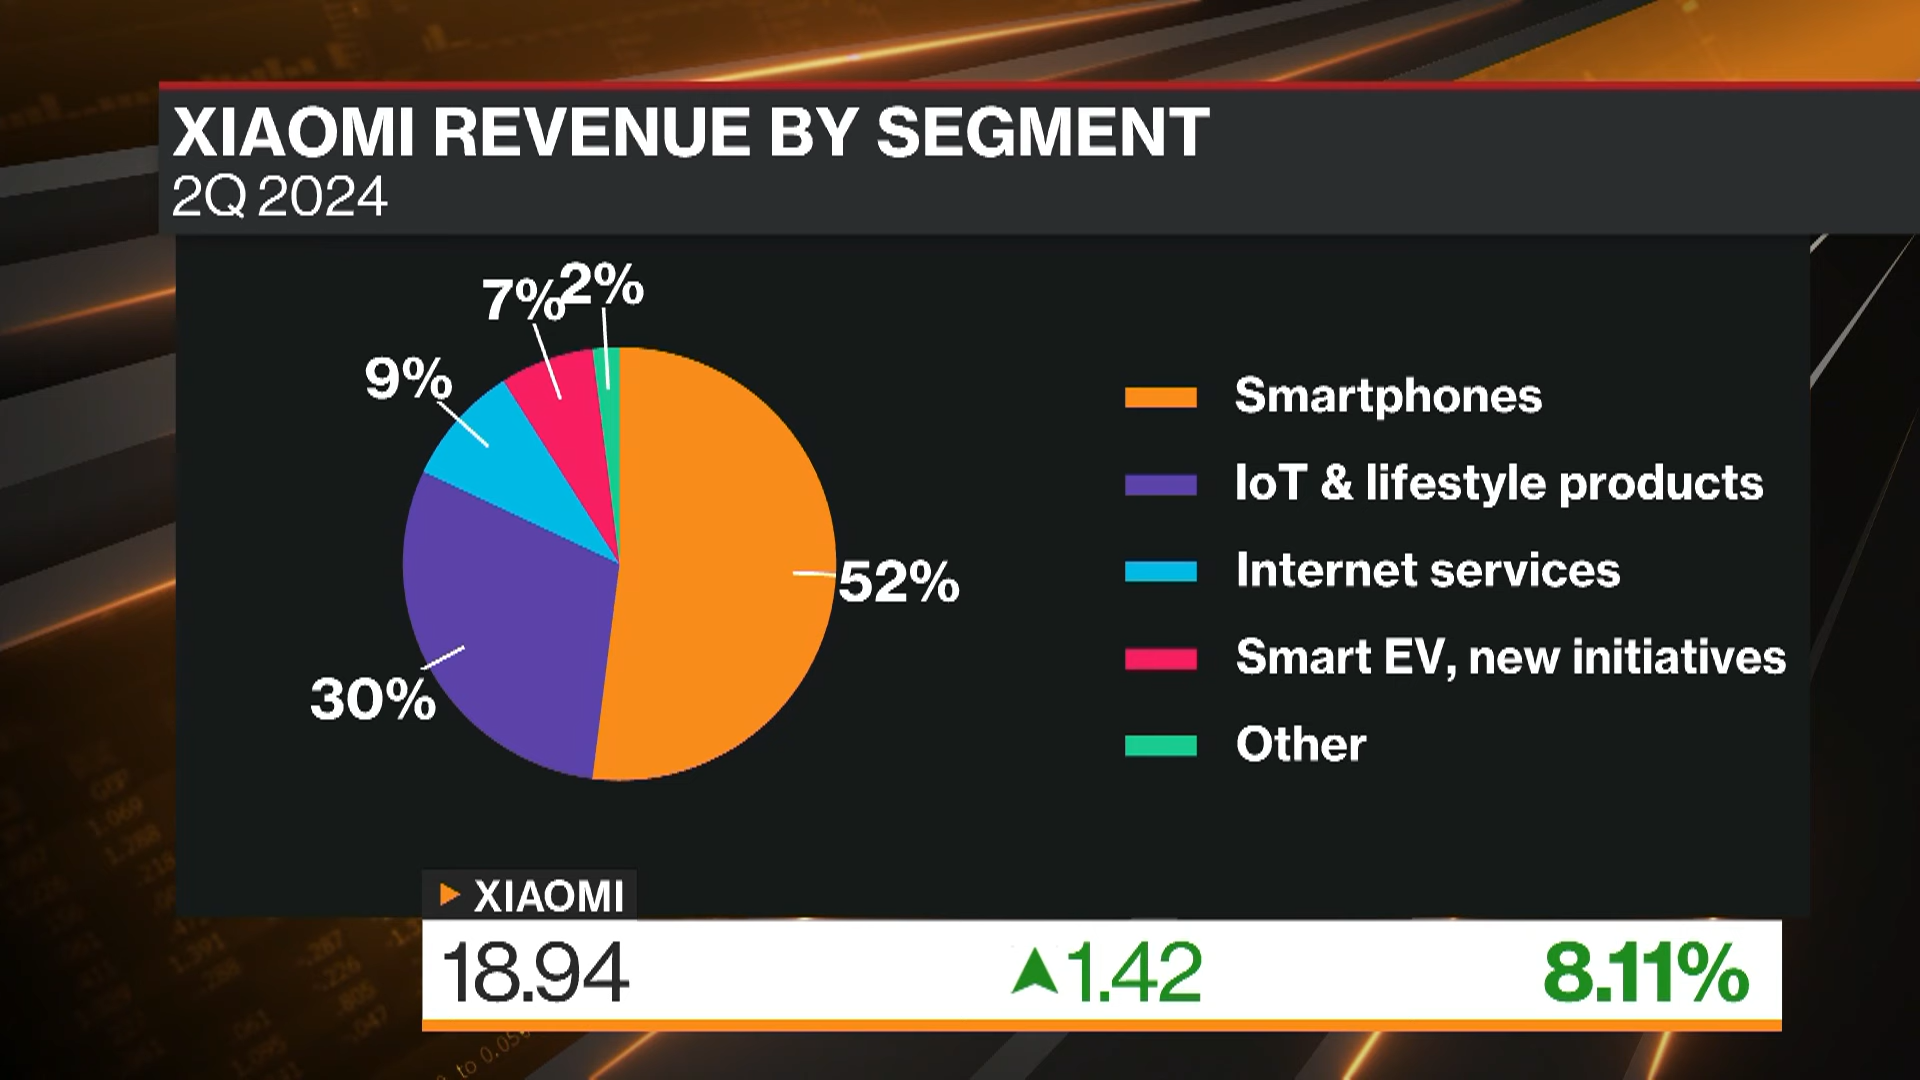 XIAOMI REVENUE BY SEGMENT
2Q 2024
7%
2%
9%
52%
30%
Smartphones
IoT & lifestyle products
Internet services
Smart EV, new initiatives
Other
XIAOMI
18.94
1.42
8.11%